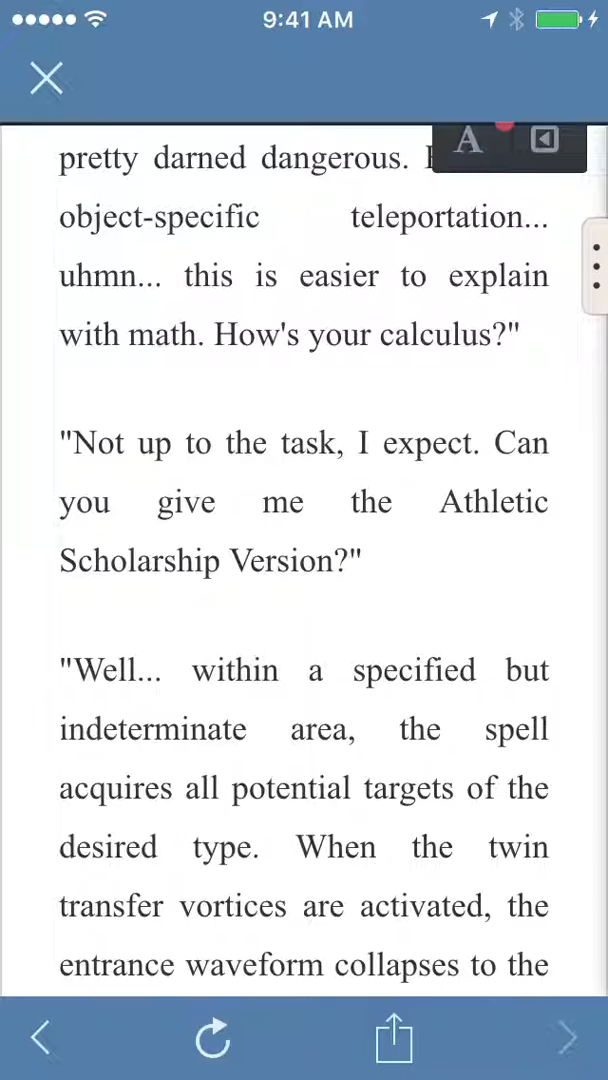 9:41 AM
pretty darned dangerous.
A
object-specific teleportation...
uhmn... this is easier to explain
with math. How's your calculus?"
"Not up to the task, I expect. Can
you give me the Athletic
Scholarship Version?"
"Well... within a specified but
indeterminate area, the spell
acquires all potential targets of the
desired type. When the twin
transfer vortices are activated, the
entrance waveform collapses to the